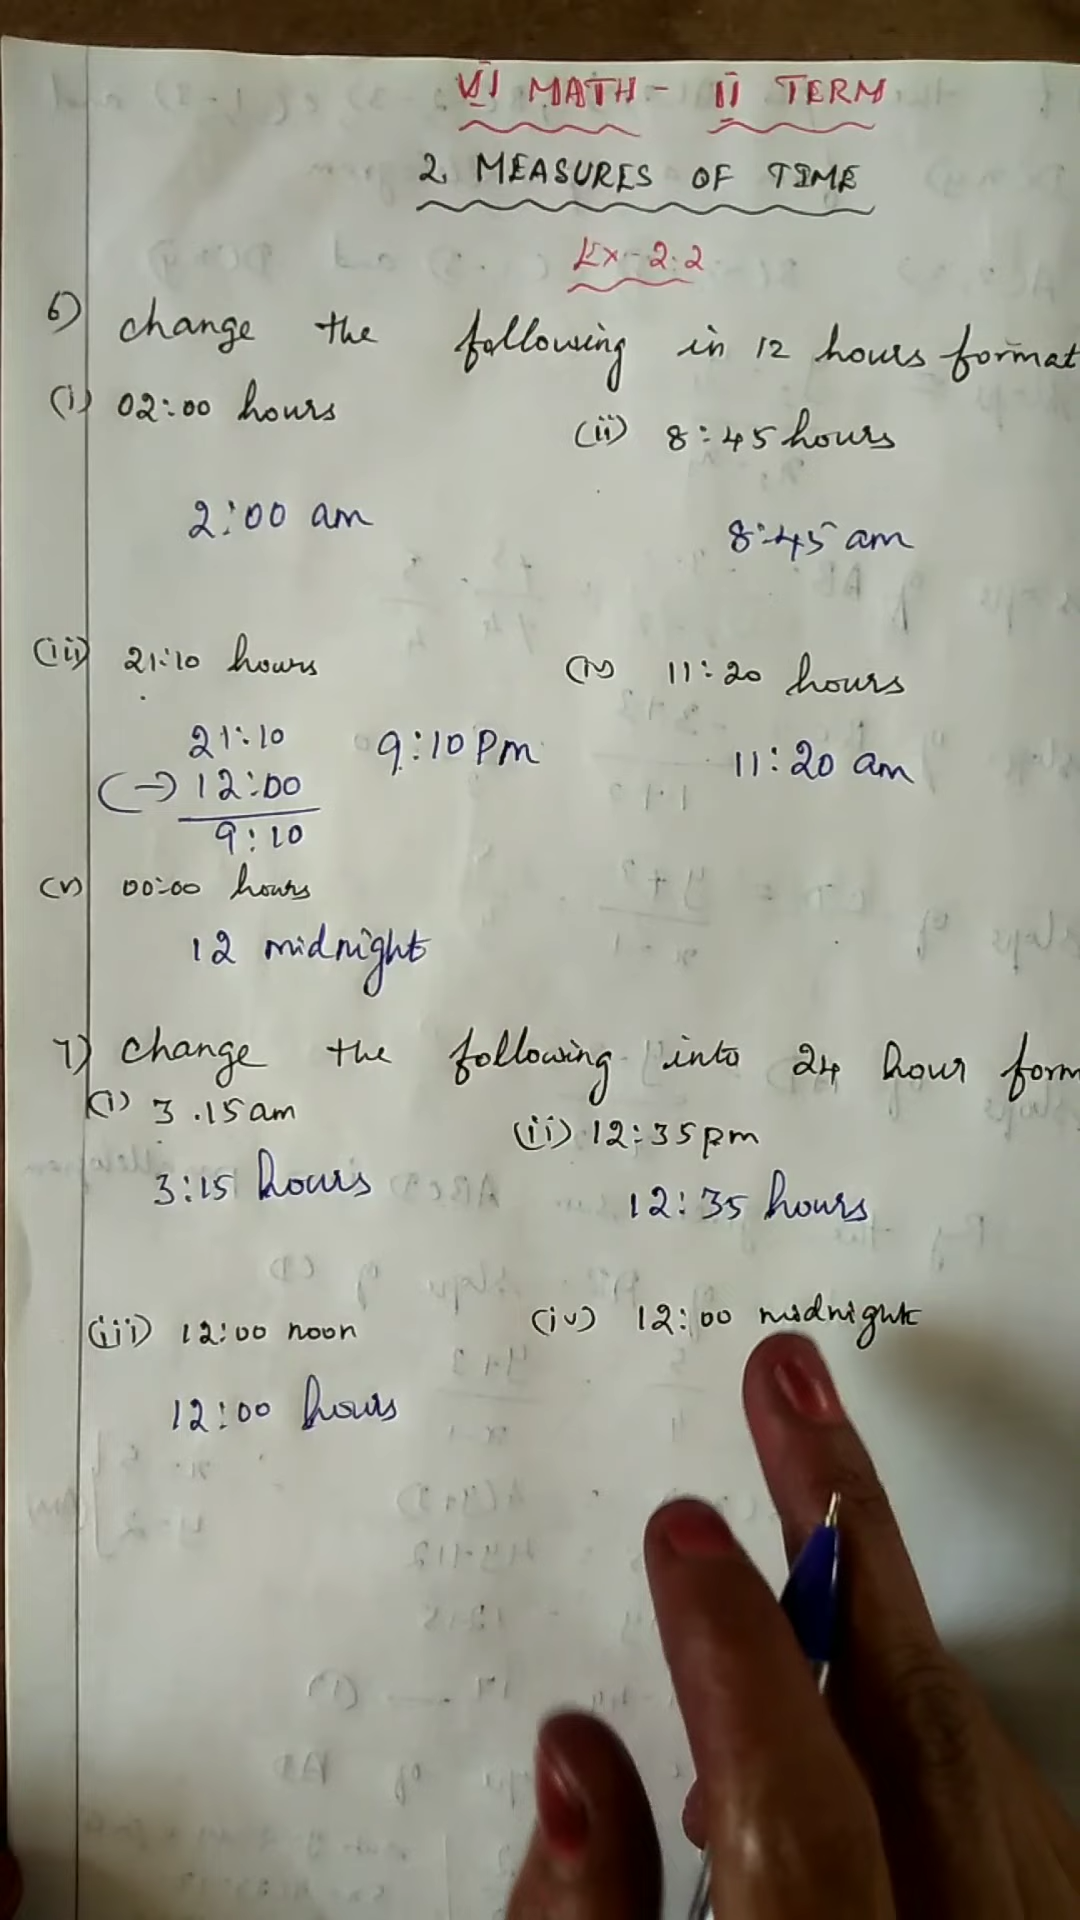 VI MATH - II TERM
2. MEASURES OF TIME
Ex-2.2
6) change the following in 12 hours format
(i) 02:00 hours
(ii) 8:45 hours
2:00 am
8:45 am
(iii) 21:10 hours
(iv) 11:20 hours
21:10
9:10 Pm
11:20 am
(-) 12:00
9:10
(v) 00:00 hours
12 midnight
7) change the following into 24 hour form
(i) 3.15 am
(ii) 12:35 pm
3:15 hours
12:35 hours
(iii) 12:00 noon
(iv) 12:00 midnight
12:00 hours